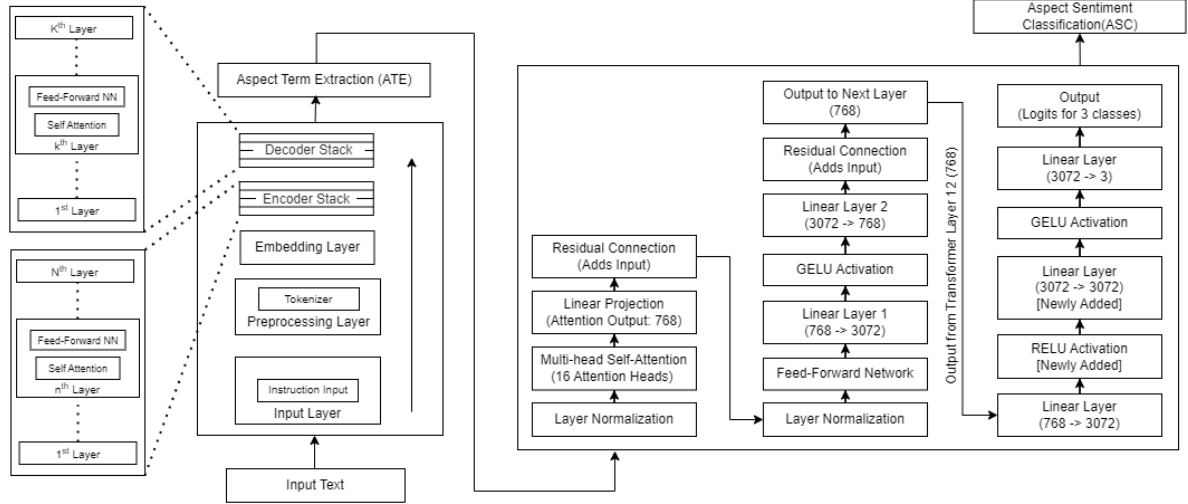 Kth Layer
Feed-Forward NN
Self Attention
kth Layer
1st Layer
Nth Layer
Feed-Forward NN
Self Attention
nth Layer
1st Layer
Aspect Term Extraction (ATE)
Decoder Stack
Encoder Stack
Embedding Layer
Tokenizer
Preprocessing Layer
Instruction Input
Input Layer
Input Text
Residual Connection
(Adds Input)
Linear Projection
(Attention Output: 768)
Multi-head Self-Attention
(16 Attention Heads)
Layer Normalization
Output to Next Layer
(768)
Residual Connection
(Adds Input)
Linear Layer 2
(3072 -> 768)
GELU Activation
Linear Layer 1
(768 -> 3072)
Feed-Forward Network
Layer Normalization
Output from Transformer Layer 12 (768)
Aspect Sentiment
Classification(ASC)
Output
(Logits for 3 classes)
Linear Layer
(3072 -> 3)
GELU Activation
Linear Layer
(3072 -> 3072)
[Newly Added]
RELU Activation
[Newly Added]
Linear Layer
(768 -> 3072)